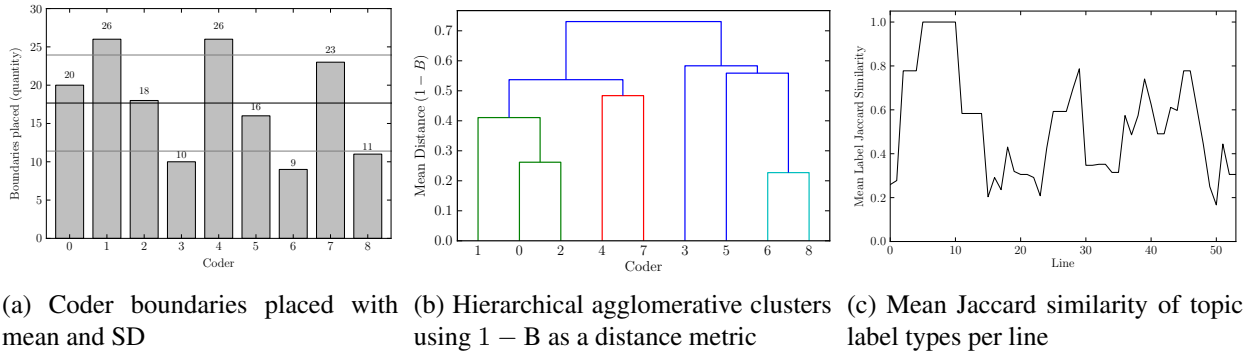 30
25
20
15
10
5
0
20
26
18
10
26
16
9
23
11
0 1 2 3 4 5 6 7 8
Coder
Boundaries placed (quantity)
0.7
0.6
0.5
0.4
0.3
0.2
0.1
0.0
1 0 2 4 7 3 5 6 8
Coder
Mean Distance (1 − B)
1.0
0.8
0.6
0.4
0.2
0.0
0 10 20 30 40 50
Line
Mean Label Jaccard Similarity
(a) Coder boundaries placed with
mean and SD
(b) Hierarchical agglomerative clusters
using 1 − B as a distance metric
(c) Mean Jaccard similarity of topic
label types per line